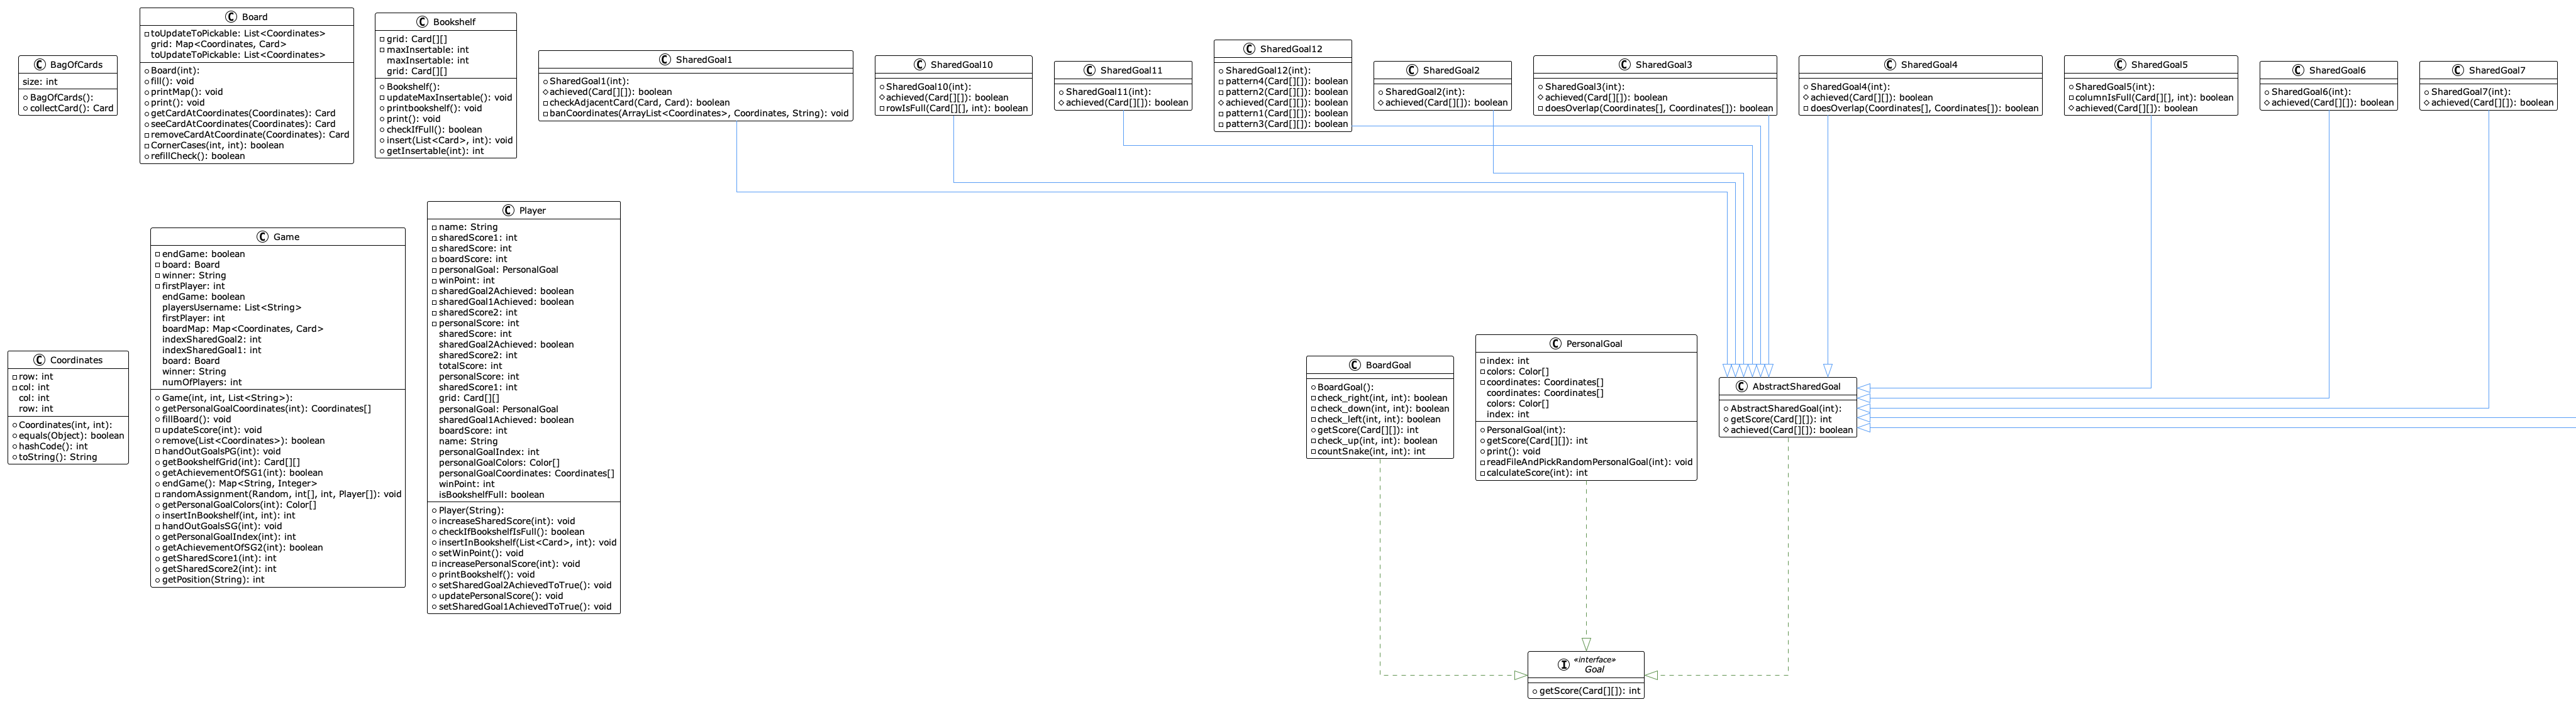 BagOfCards
size: int
BagOfCards():
collectCard(): Card
Board
toUpdateToPickable: List<Coordinates>
grid: Map<Coordinates, Card>
toUpdateToPickable: List<Coordinates>
Board(int):
fill(): void
printMap(): void
print(): void
getCardAtCoordinates(Coordinates): Card
seeCardAtCoordinates(Coordinates): Card
removeCardAtCoordinate(Coordinates): Card
CornerCases(int, int): boolean
refillCheck(): boolean
Bookshelf
grid: Card[][]
maxInsertable: int
maxInsertable: int
grid: Card[][]
Bookshelf():
updateMaxInsertable(): void
printbookshelf(): void
print(): void
checkIfFull(): boolean
insert(List<Card>, int): void
getInsertable(int): int
SharedGoal1
SharedGoal1(int):
achieved(Card[][]): boolean
checkAdjacentCard(Card, Card): boolean
banCoordinates(ArrayList<Coordinates>, Coordinates, String): void
SharedGoal10
SharedGoal10(int):
achieved(Card[][]): boolean
rowIsFull(Card[][], int): boolean
SharedGoal11
SharedGoal11(int):
achieved(Card[][]): boolean
SharedGoal12
SharedGoal12(int):
pattern4(Card[][]): boolean
pattern2(Card[][]): boolean
achieved(Card[][]): boolean
pattern1(Card[][]): boolean
pattern3(Card[][]): boolean
SharedGoal2
SharedGoal2(int):
achieved(Card[][]): boolean
SharedGoal3
SharedGoal3(int):
achieved(Card[][]): boolean
doesOverlap(Coordinates[], Coordinates[]): boolean
SharedGoal4
SharedGoal4(int):
achieved(Card[][]): boolean
doesOverlap(Coordinates[], Coordinates[]): boolean
SharedGoal5
SharedGoal5(int):
columnIsFull(Card[][], int): boolean
achieved(Card[][]): boolean
SharedGoal6
SharedGoal6(int):
achieved(Card[][]): boolean
SharedGoal7
SharedGoal7(int):
achieved(Card[][]): boolean
Coordinates
row: int
col: int
col: int
row: int
Coordinates(int, int):
equals(Object): boolean
hashCode(): int
toString(): String
Game
endGame: boolean
board: Board
winner: String
firstPlayer: int
endGame: boolean
playersUsername: List<String>
firstPlayer: int
boardMap: Map<Coordinates, Card>
indexSharedGoal2: int
indexSharedGoal1: int
board: Board
winner: String
numOfPlayers: int
Game(int, int, List<String>):
getPersonalGoalCoordinates(int): Coordinates[]
fillBoard(): void
updateScore(int): void
remove(List<Coordinates>): boolean
handOutGoalsPG(int): void
getBookshelfGrid(int): Card[][]
getAchievementOfSG1(int): boolean
endGame(): Map<String, Integer>
randomAssignment(Random, int[], int, Player[]): void
getPersonalGoalColors(int): Color[]
insertInBookshelf(int, int): int
handOutGoalsSG(int): void
getPersonalGoalIndex(int): int
getAchievementOfSG2(int): boolean
getSharedScore1(int): int
getSharedScore2(int): int
getPosition(String): int
Player
name: String
sharedScore1: int
sharedScore: int
boardScore: int
personalGoal: PersonalGoal
winPoint: int
sharedGoal2Achieved: boolean
sharedGoal1Achieved: boolean
sharedScore2: int
personalScore: int
sharedScore: int
sharedGoal2Achieved: boolean
sharedScore2: int
totalScore: int
personalScore: int
sharedScore1: int
grid: Card[][]
personalGoal: PersonalGoal
sharedGoal1Achieved: boolean
boardScore: int
name: String
personalGoalIndex: int
personalGoalColors: Color[]
personalGoalCoordinates: Coordinates[]
winPoint: int
isBookshelfFull: boolean
Player(String):
increaseSharedScore(int): void
checkIfBookshelfIsFull(): boolean
insertInBookshelf(List<Card>, int): void
setWinPoint(): void
increasePersonalScore(int): void
printBookshelf(): void
setSharedGoal2AchievedToTrue(): void
updatePersonalScore(): void
setSharedGoal1AchievedToTrue(): void
BoardGoal
BoardGoal():
check_right(int, int): boolean
check_down(int, int): boolean
check_left(int, int): boolean
getScore(Card[][]): int
check_up(int, int): boolean
countSnake(int, int): int
PersonalGoal
index: int
colors: Color[]
coordinates: Coordinates[]
coordinates: Coordinates[]
colors: Color[]
index: int
PersonalGoal(int):
getScore(Card[][]): int
print(): void
readFileAndPickRandomPersonalGoal(int): void
calculateScore(int): int
AbstractSharedGoal
AbstractSharedGoal(int):
getScore(Card[][]): int
achieved(Card[][]): boolean
«interface»
Goal
getScore(Card[][]): int